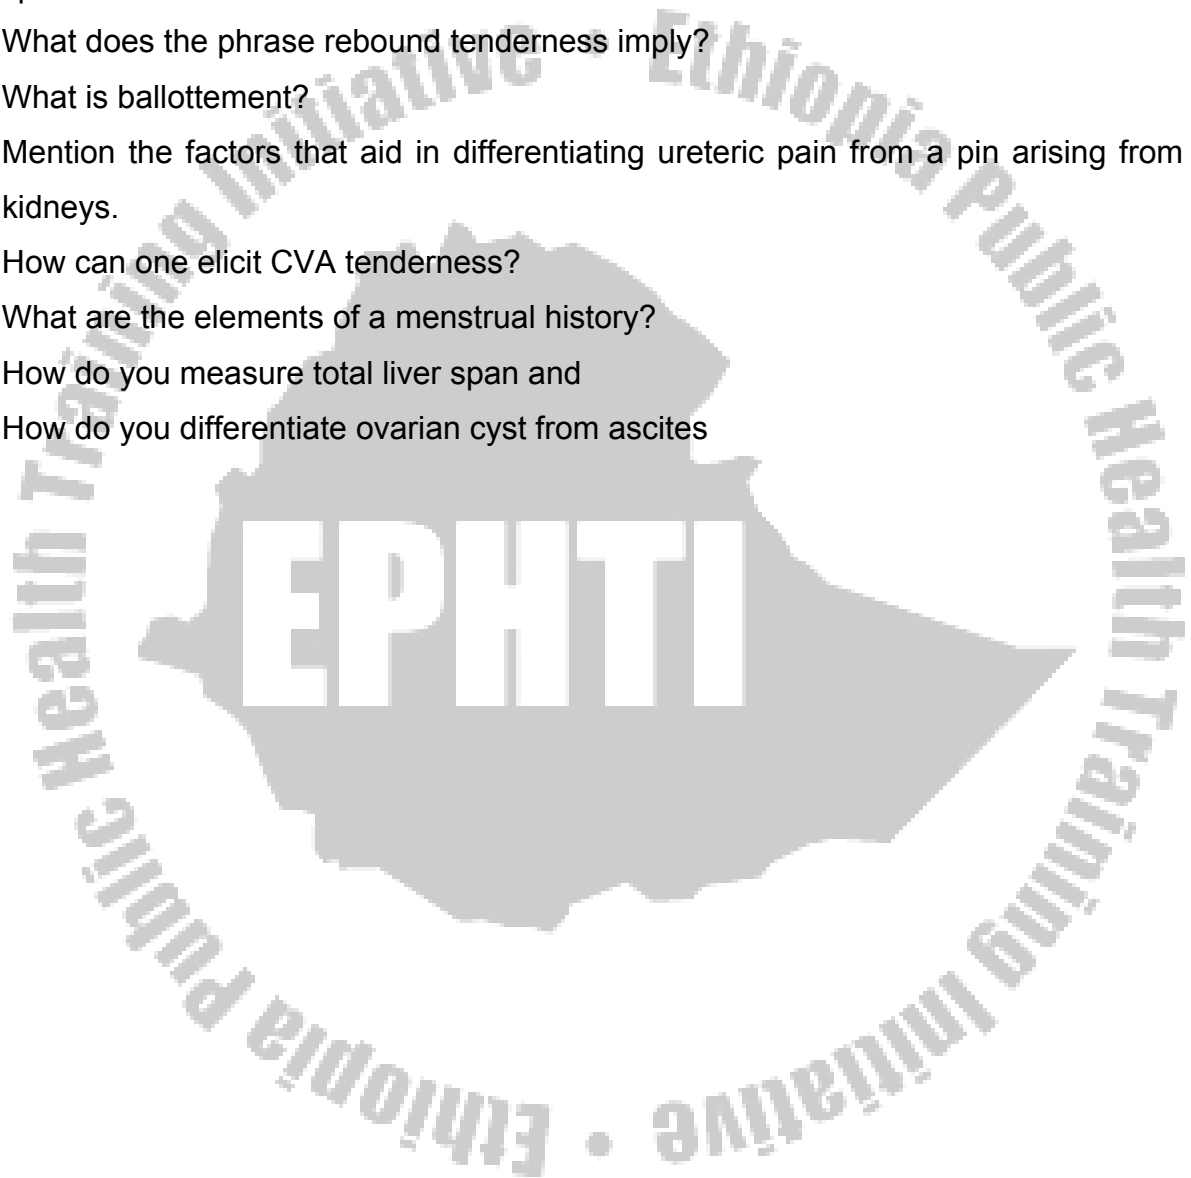 What does the phrase rebound tenderness imply?
What is ballottement?
Mention the factors that aid in differentiating ureteric pain from a pin arising from
kidneys.
How can one elicit CVA tenderness?
What are the elements of a menstrual history?
How do you measure total liver span and
How do you differentiate ovarian cyst from ascites
EPHTI
Ethiopia Public Health Training Initiative • Ethiopia Public Health Training Initiative •